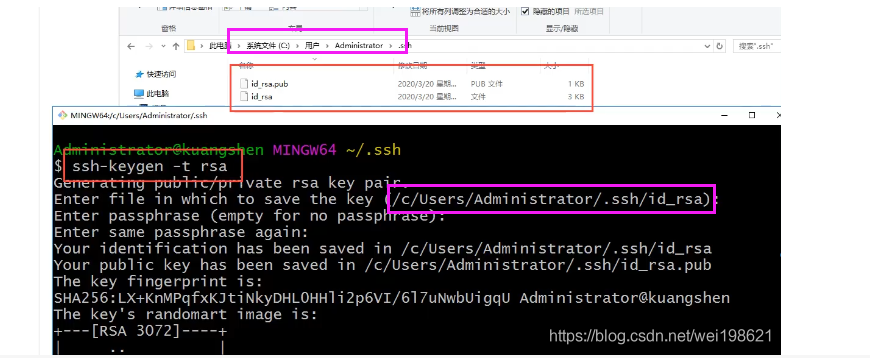 将所有列调整为合适的大小
隐藏的项目 所选项目
窗格
布局
当前视图
显示/隐藏
此电脑 系统文件 (C:) 用户 Administrator .ssh
搜索".ssh"
名称 修改日期 类型 大小
快速访问
id_rsa.pub 2020/3/20 星期... PUB 文件 1 KB
此电脑
id_rsa 2020/3/20 星期... 文件 3 KB
MINGW64:/c/Users/Administrator/.ssh
Administrator@kuangshen MINGW64 ~/.ssh
$ ssh-keygen -t rsa
Generating public/private rsa key pair.
Enter file in which to save the key (/c/Users/Administrator/.ssh/id_rsa):
Enter passphrase (empty for no passphrase):
Enter same passphrase again:
Your identification has been saved in /c/Users/Administrator/.ssh/id_rsa
Your public key has been saved in /c/Users/Administrator/.ssh/id_rsa.pub
The key fingerprint is:
SHA256:LX+KnMPqfxKJtiNkyDHLOHHli2p6VI/6l7uNwbUigqU Administrator@kuangshen
The key's randomart image is:
+---[RSA 3072]----+
| .. |
https://blog.csdn.net/wei198621